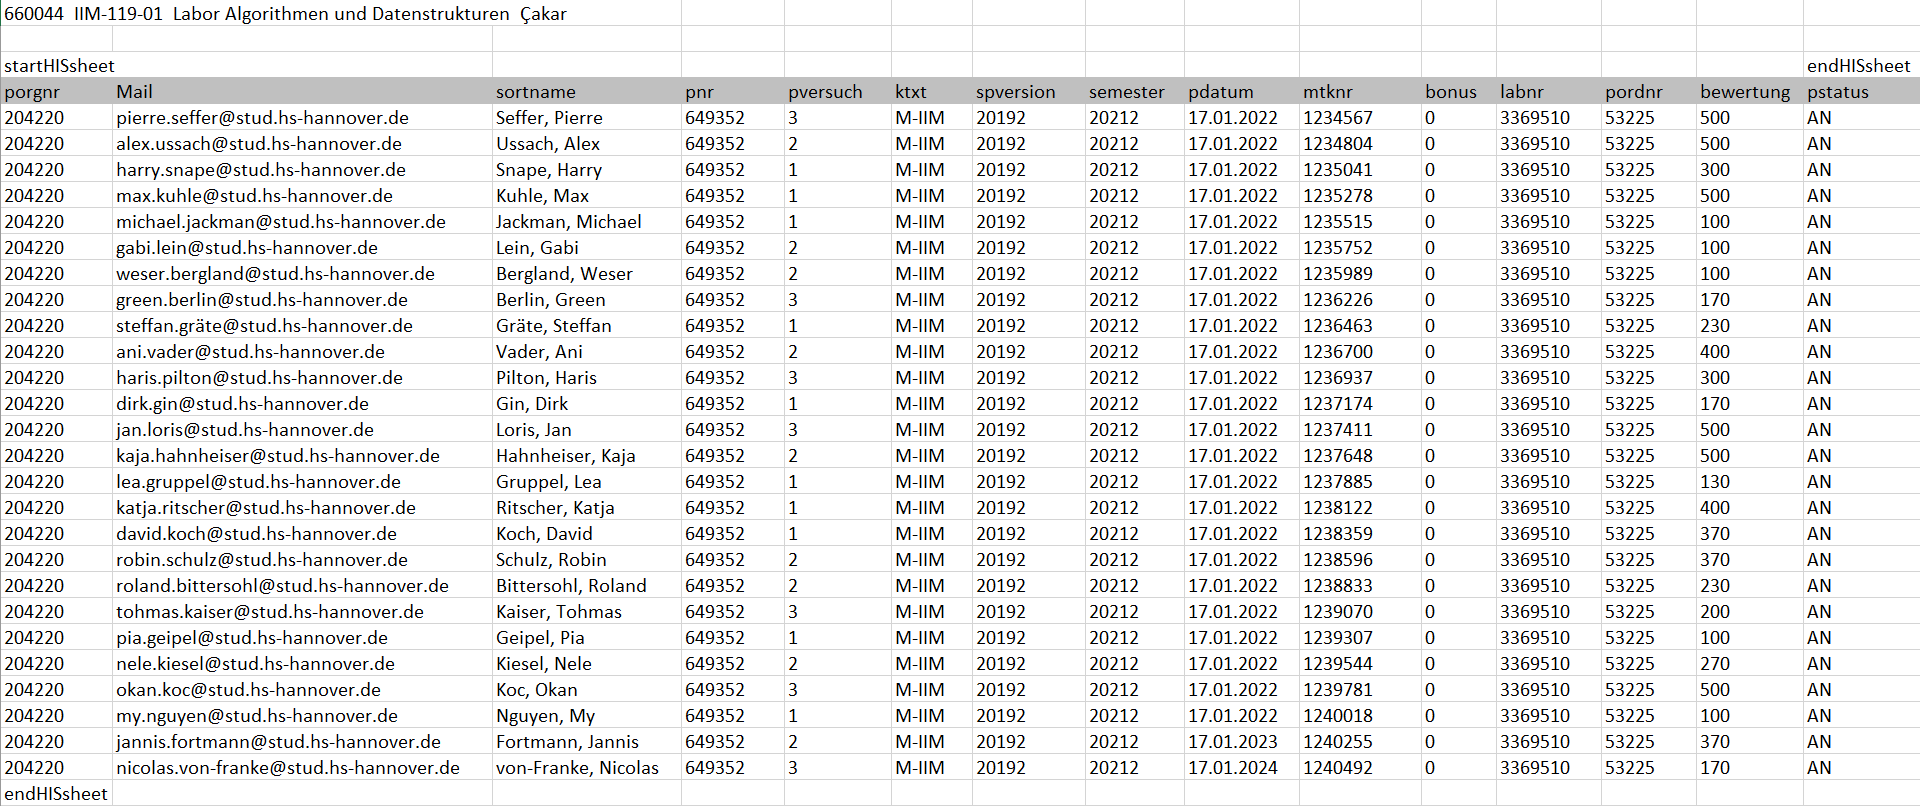 660044 IIM-119-01 Labor Algorithmen und Datenstrukturen Çakar
startHISsheet endHISsheet
porgnr Mail sortname pnr pversuch ktxt spversion semester pdatum mtknr bonus labnr pordnr bewertung pstatus
204220 pierre.seffer@stud.hs-hannover.de Seffer, Pierre 649352 3 M-IIM 20192 20212 17.01.2022 1234567 0 3369510 53225 500 AN
204220 alex.ussach@stud.hs-hannover.de Ussach, Alex 649352 2 M-IIM 20192 20212 17.01.2022 1234804 0 3369510 53225 500 AN
204220 harry.snape@stud.hs-hannover.de Snape, Harry 649352 1 M-IIM 20192 20212 17.01.2022 1235041 0 3369510 53225 300 AN
204220 max.kuhle@stud.hs-hannover.de Kuhle, Max 649352 1 M-IIM 20192 20212 17.01.2022 1235278 0 3369510 53225 500 AN
204220 michael.jackman@stud.hs-hannover.de Jackman, Michael 649352 1 M-IIM 20192 20212 17.01.2022 1235515 0 3369510 53225 100 AN
204220 gabi.lein@stud.hs-hannover.de Lein, Gabi 649352 2 M-IIM 20192 20212 17.01.2022 1235752 0 3369510 53225 100 AN
204220 weser.bergland@stud.hs-hannover.de Bergland, Weser 649352 2 M-IIM 20192 20212 17.01.2022 1235989 0 3369510 53225 100 AN
204220 green.berlin@stud.hs-hannover.de Berlin, Green 649352 3 M-IIM 20192 20212 17.01.2022 1236226 0 3369510 53225 170 AN
204220 steffan.gräte@stud.hs-hannover.de Gräte, Steffan 649352 1 M-IIM 20192 20212 17.01.2022 1236463 0 3369510 53225 230 AN
204220 ani.vader@stud.hs-hannover.de Vader, Ani 649352 2 M-IIM 20192 20212 17.01.2022 1236700 0 3369510 53225 400 AN
204220 haris.pilton@stud.hs-hannover.de Pilton, Haris 649352 3 M-IIM 20192 20212 17.01.2022 1236937 0 3369510 53225 300 AN
204220 dirk.gin@stud.hs-hannover.de Gin, Dirk 649352 1 M-IIM 20192 20212 17.01.2022 1237174 0 3369510 53225 170 AN
204220 jan.loris@stud.hs-hannover.de Loris, Jan 649352 3 M-IIM 20192 20212 17.01.2022 1237411 0 3369510 53225 500 AN
204220 kaja.hahnheiser@stud.hs-hannover.de Hahnheiser, Kaja 649352 2 M-IIM 20192 20212 17.01.2022 1237648 0 3369510 53225 500 AN
204220 lea.gruppel@stud.hs-hannover.de Gruppel, Lea 649352 1 M-IIM 20192 20212 17.01.2022 1237885 0 3369510 53225 130 AN
204220 katja.ritscher@stud.hs-hannover.de Ritscher, Katja 649352 1 M-IIM 20192 20212 17.01.2022 1238122 0 3369510 53225 400 AN
204220 david.koch@stud.hs-hannover.de Koch, David 649352 1 M-IIM 20192 20212 17.01.2022 1238359 0 3369510 53225 370 AN
204220 robin.schulz@stud.hs-hannover.de Schulz, Robin 649352 2 M-IIM 20192 20212 17.01.2022 1238596 0 3369510 53225 370 AN
204220 roland.bittersohl@stud.hs-hannover.de Bittersohl, Roland 649352 2 M-IIM 20192 20212 17.01.2022 1238833 0 3369510 53225 230 AN
204220 tohmas.kaiser@stud.hs-hannover.de Kaiser, Tohmas 649352 3 M-IIM 20192 20212 17.01.2022 1239070 0 3369510 53225 200 AN
204220 pia.geipel@stud.hs-hannover.de Geipel, Pia 649352 1 M-IIM 20192 20212 17.01.2022 1239307 0 3369510 53225 100 AN
204220 nele.kiesel@stud.hs-hannover.de Kiesel, Nele 649352 2 M-IIM 20192 20212 17.01.2022 1239544 0 3369510 53225 270 AN
204220 okan.koc@stud.hs-hannover.de Koc, Okan 649352 3 M-IIM 20192 20212 17.01.2022 1239781 0 3369510 53225 500 AN
204220 my.nguyen@stud.hs-hannover.de Nguyen, My 649352 1 M-IIM 20192 20212 17.01.2022 1240018 0 3369510 53225 100 AN
204220 jannis.fortmann@stud.hs-hannover.de Fortmann, Jannis 649352 2 M-IIM 20192 20212 17.01.2023 1240255 0 3369510 53225 370 AN
204220 nicolas.von-franke@stud.hs-hannover.de von-Franke, Nicolas 649352 3 M-IIM 20192 20212 17.01.2024 1240492 0 3369510 53225 170 AN
endHISsheet